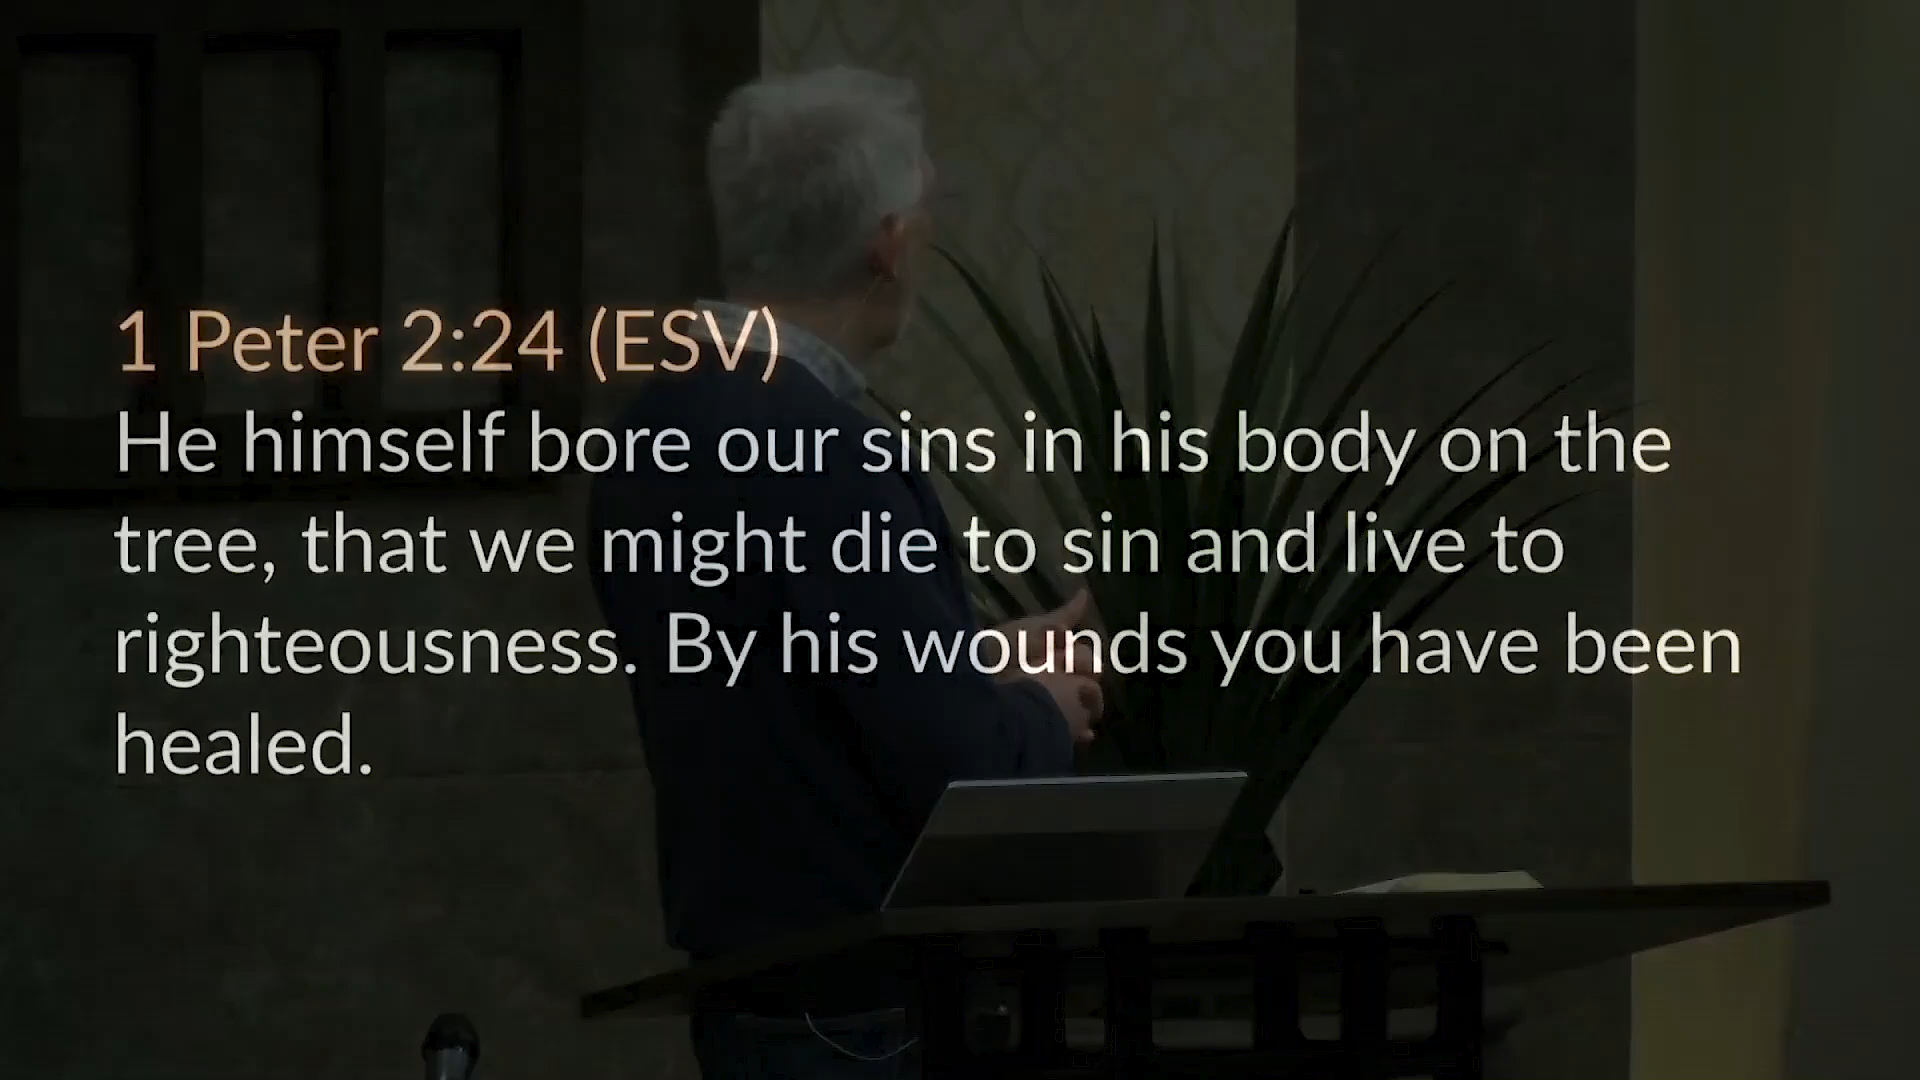 1 Peter 2:24 (ESV)
He himself bore our sins in his body on the
tree, that we might die to sin and live to
righteousness. By his wounds you have been
healed.